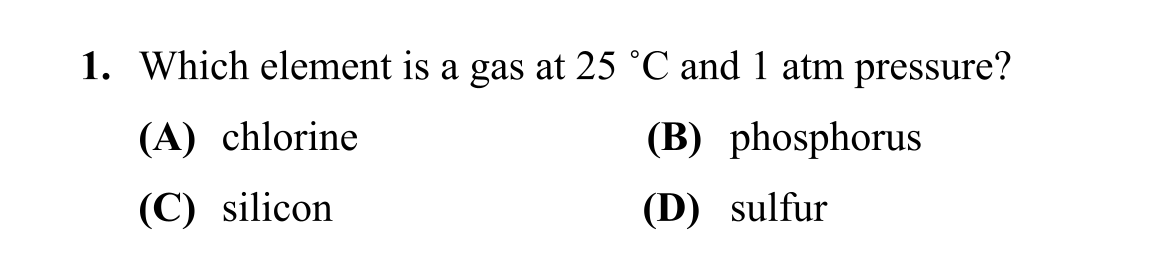 1. Which element is a gas at 25 ˚C and 1 atm pressure?
(A) chlorine (B) phosphorus
(C) silicon (D) sulfur